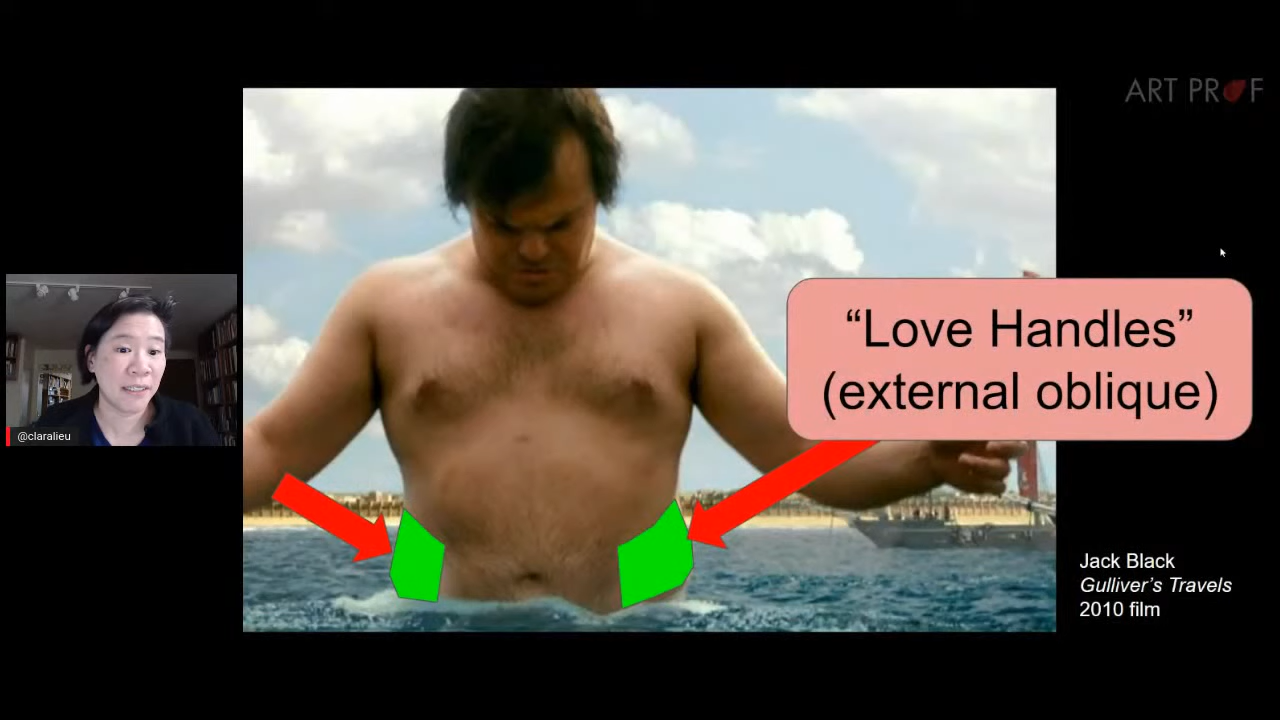 ART PROF
“Love Handles”
(external oblique)
@claralieu
Jack Black
Gulliver’s Travels
2010 film